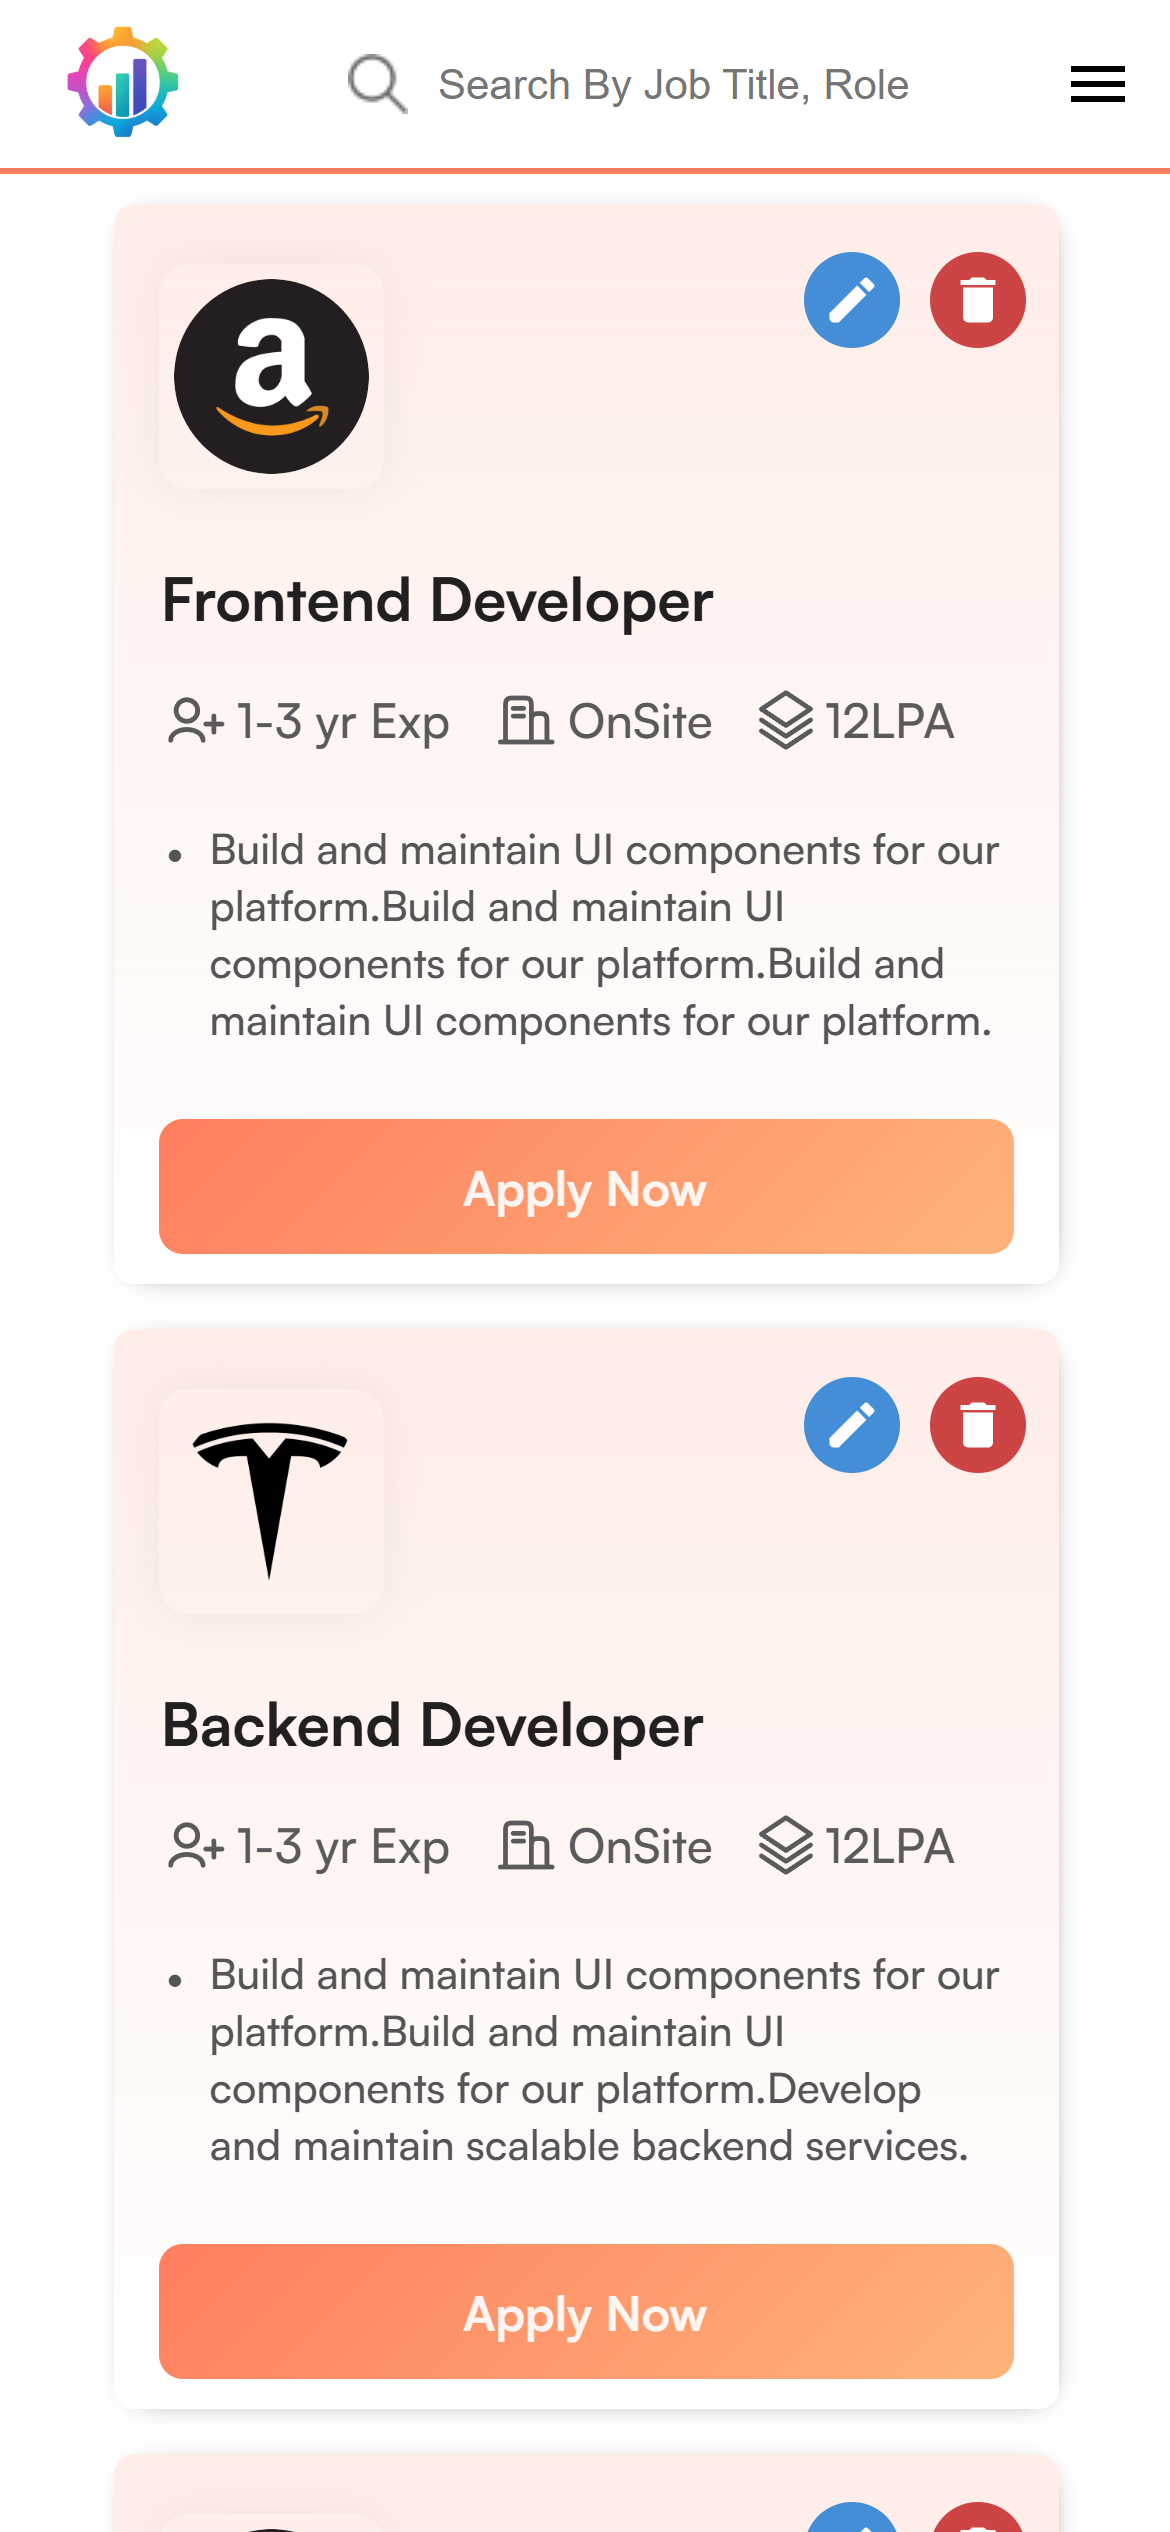 Search By Job Title, Role
a
Frontend Developer
1-3 yr Exp OnSite 12LPA
• Build and maintain UI components for our
platform.Build and maintain UI
components for our platform.Build and
maintain UI components for our platform.
Apply Now
Backend Developer
1-3 yr Exp OnSite 12LPA
• Build and maintain UI components for our
platform.Build and maintain UI
components for our platform.Develop
and maintain scalable backend services.
Apply Now